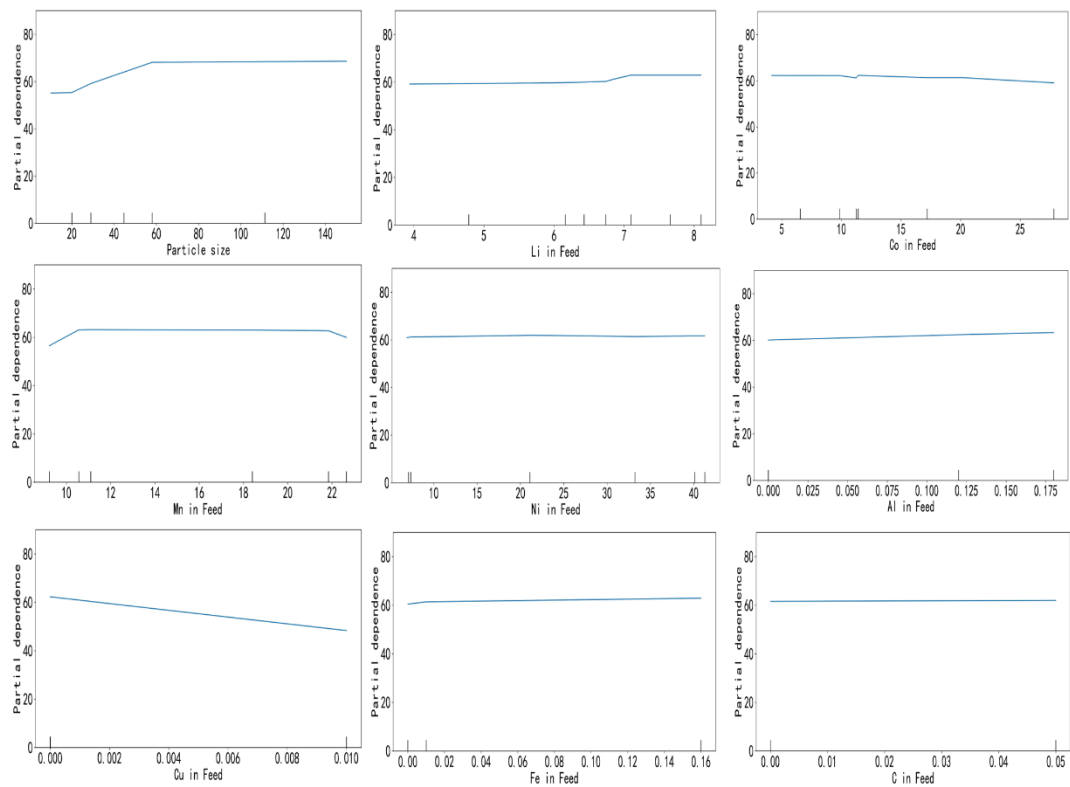 Partial dependence
80
60
40
20
0
20 40 60 80 100 120 140
Particle size
Partial dependence
80
60
40
20
0
4 5 6 7 8
Li in Feed
Partial dependence
80
60
40
20
0
5 10 15 20 25
Co in Feed
Partial dependence
80
60
40
20
0
10 12 14 16 18 20 22
Mn in Feed
Partial dependence
80
60
40
20
0
10 15 20 25 30 35 40
Ni in Feed
Partial dependence
80
60
40
20
0
0.000 0.025 0.050 0.075 0.100 0.125 0.150 0.175
Al in Feed
Partial dependence
80
60
40
20
0
0.000 0.002 0.004 0.006 0.008 0.010
Cu in Feed
Partial dependence
80
60
40
20
0
0.00 0.02 0.04 0.06 0.08 0.10 0.12 0.14 0.16
Fe in Feed
Partial dependence
80
60
40
20
0
0.00 0.01 0.02 0.03 0.04 0.05
C in Feed